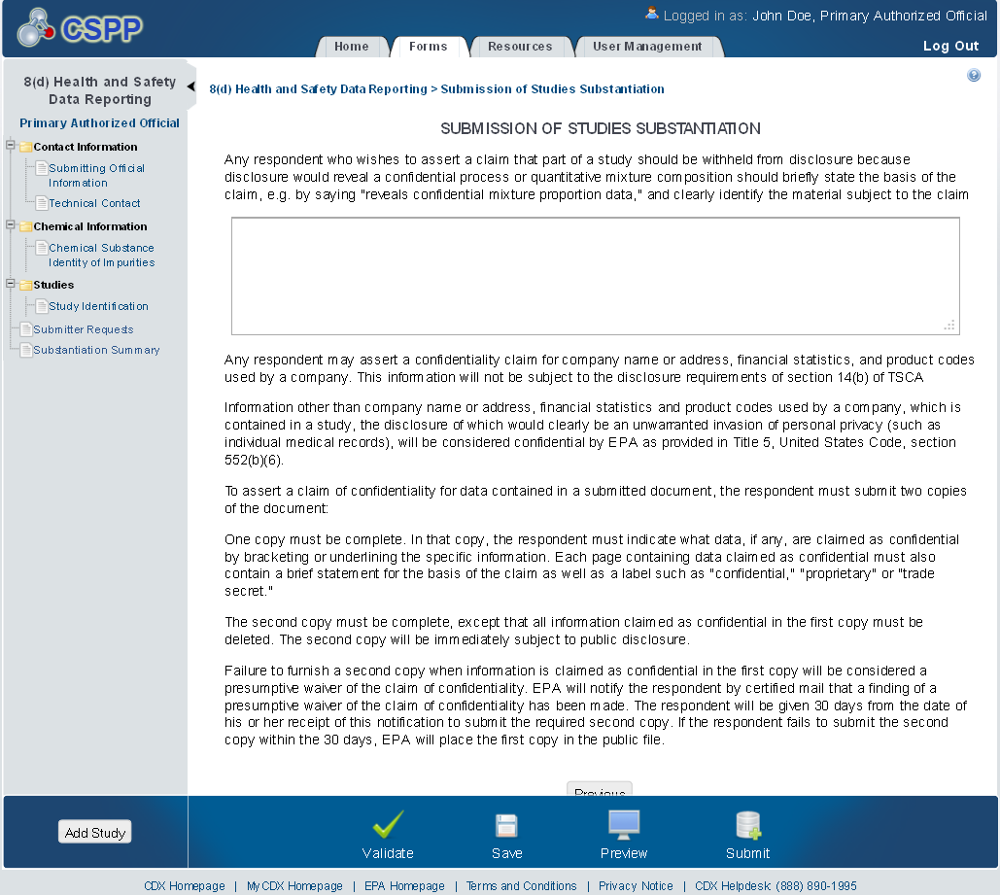 CSPP
Logged in as: John Doe, Primary Authorized Official
Home
Forms
Resources
User Management
Log Out
8(d) Health and Safety
Data Reporting
Primary Authorized Official
Contact Information
Submitting Official
Information
Technical Contact
Chemical Information
Chemical Substance
Identity of Impurities
Studies
Study Identification
Submitter Requests
Substantiation Summary
8(d) Health and Safety Data Reporting > Submission of Studies Substantiation
SUBMISSION OF STUDIES SUBSTANTIATION
Any respondent who wishes to assert a claim that part of a study should be withheld from disclosure because
disclosure would reveal a confidential process or quantitative mixture composition should briefly state the basis of the
claim, e.g. by saying "reveals confidential mixture proportion data," and clearly identify the material subject to the claim
Any respondent may assert a confidentiality claim for company name or address, financial statistics, and product codes
used by a company. This information will not be subject to the disclosure requirements of section 14(b) of TSCA
Information other than company name or address, financial statistics and product codes used by a company, which is
contained in a study, the disclosure of which would clearly be an unwarranted invasion of personal privacy (such as
individual medical records), will be considered confidential by EPA as provided in Title 5, United States Code, section
552(b)(6).
To assert a claim of confidentiality for data contained in a submitted document, the respondent must submit two copies
of the document:
One copy must be complete. In that copy, the respondent must indicate what data, if any, are claimed as confidential
by bracketing or underlining the specific information. Each page containing data claimed as confidential must also
contain a brief statement for the basis of the claim as well as a label such as "confidential," "proprietary" or "trade
secret."
The second copy must be complete, except that all information claimed as confidential in the first copy must be
deleted. The second copy will be immediately subject to public disclosure.
Failure to furnish a second copy when information is claimed as confidential in the first copy will be considered a
presumptive waiver of the claim of confidentiality. EPA will notify the respondent by certified mail that a finding of a
presumptive waiver of the claim of confidentiality has been made. The respondent will be given 30 days from the date of
his or her receipt of this notification to submit the required second copy. If the respondent fails to submit the second
copy within the 30 days, EPA will place the first copy in the public file.
Previous
Add Study
Validate
Save
Preview
Submit
CDX Homepage | MyCDX Homepage | EPA Homepage | Terms and Conditions | Privacy Notice | CDX Helpdesk: (888) 890-1995